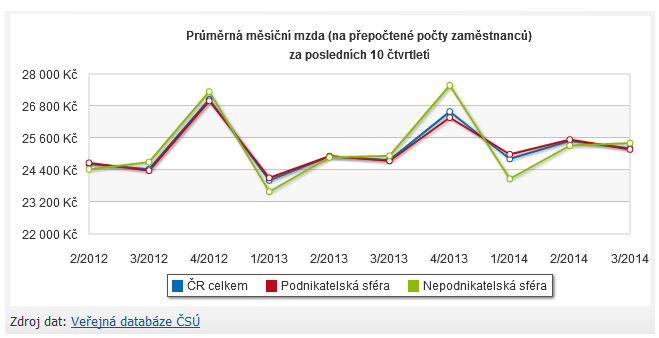 Průměrná měsíční mzda (na přepočtené počty zaměstnanců)
za posledních 10 čtvrtletí
28 000 Kč
26 800 Kč
25 600 Kč
24 400 Kč
23 200 Kč
22 000 Kč
2/2012 3/2012 4/2012 1/2013 2/2013 3/2013 4/2013 1/2014 2/2014 3/2014
ČR celkem Podnikatelská sféra Nepodnikatelská sféra
Zdroj dat: Veřejná databáze ČSÚ